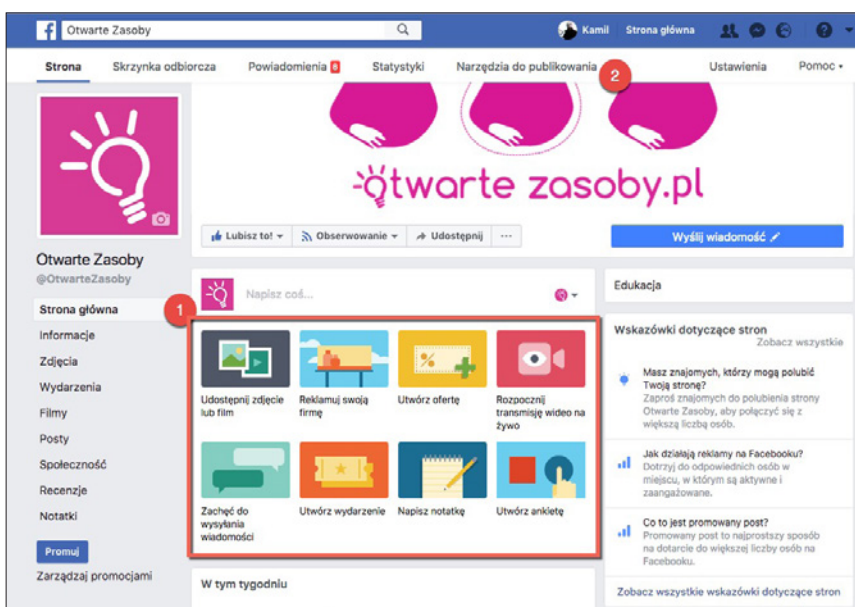 Otwarte Zasoby
Kamil
Strona główna
Strona
Skrzynka odbiorcza
Powiadomienia 8
Statystyki
Narzędzia do publikowania
2
Ustawienia
Pomoc
otwarte zasoby.pl
Lubisz to!
Obserwowanie
Udostępnij
Wyślij wiadomość
Otwarte Zasoby
@OtwarteZasoby
Strona główna
Informacje
Zdjęcia
Wydarzenia
Filmy
Posty
Społeczność
Recenzje
Notatki
Promuj
Zarządzaj promocjami
Napisz coś...
1
Udostępnij zdjęcie
lub film
Reklamuj swoją
firmę
Utwórz ofertę
Rozpocznij
transmisję wideo na
żywo
Zachęć do
wysyłania
wiadomości
Utwórz wydarzenie
Napisz notatkę
Utwórz ankietę
W tym tygodniu
Edukacja
Wskazówki dotyczące stron
Zobacz wszystkie
Masz znajomych, którzy mogą polubić
Twoją stronę?
Zaproś znajomych do polubienia strony
Otwarte Zasoby, aby połączyć się z
większą liczbą osób.
Jak działają reklamy na Facebooku?
Dotrzyj do odpowiednich osób w
miejscu, w którym są aktywne i
zaangażowane.
Co to jest promowany post?
Promowany post to najprostszy sposób
na dotarcie do większej liczby osób na
Facebooku.
Zobacz wszystkie wskazówki dotyczące stron